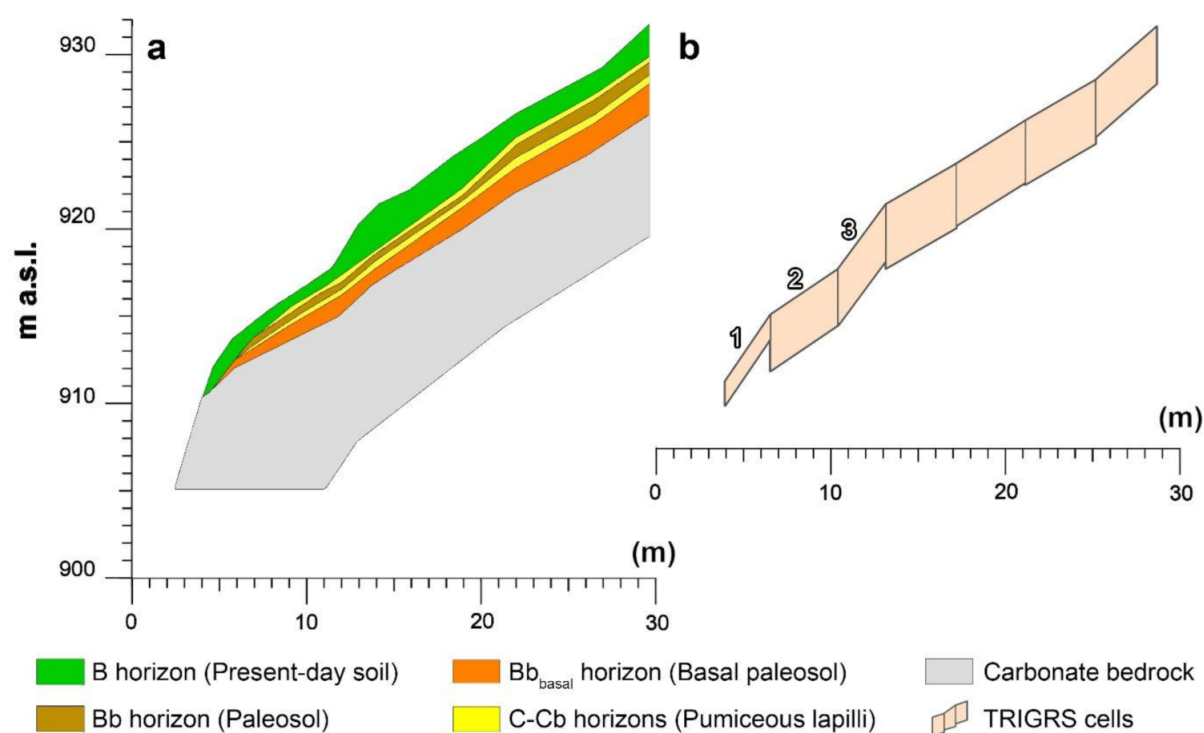 a
b
930
920
910
900
m a.s.l.
1
2
3
(m)
0 10 20 30
(m)
0 10 20 30
B horizon (Present-day soil)
Bb horizon (Paleosol)
Bbbasal horizon (Basal paleosol)
C-Cb horizons (Pumiceous lapilli)
Carbonate bedrock
TRIGRS cells